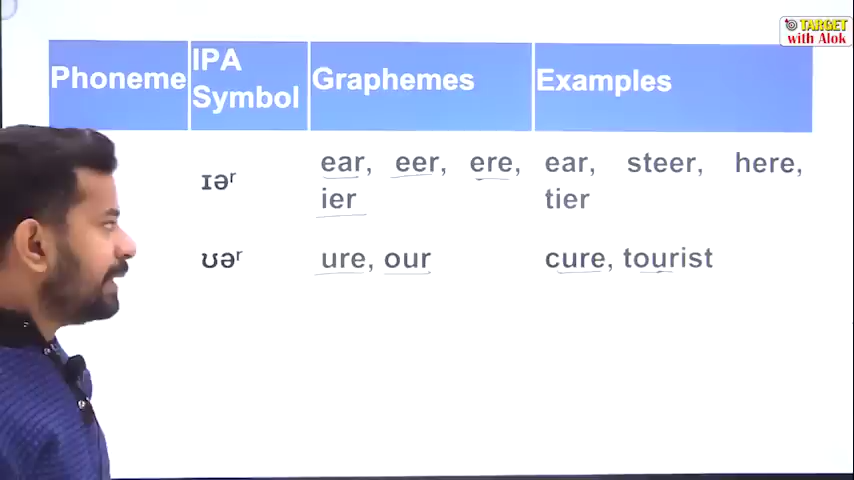 TARGET
with Alok
Phoneme IPA Symbol Graphemes Examples
ɪəʳ ear, eer, ere, ier ear, steer, here, tier
ʊəʳ ure, our cure, tourist